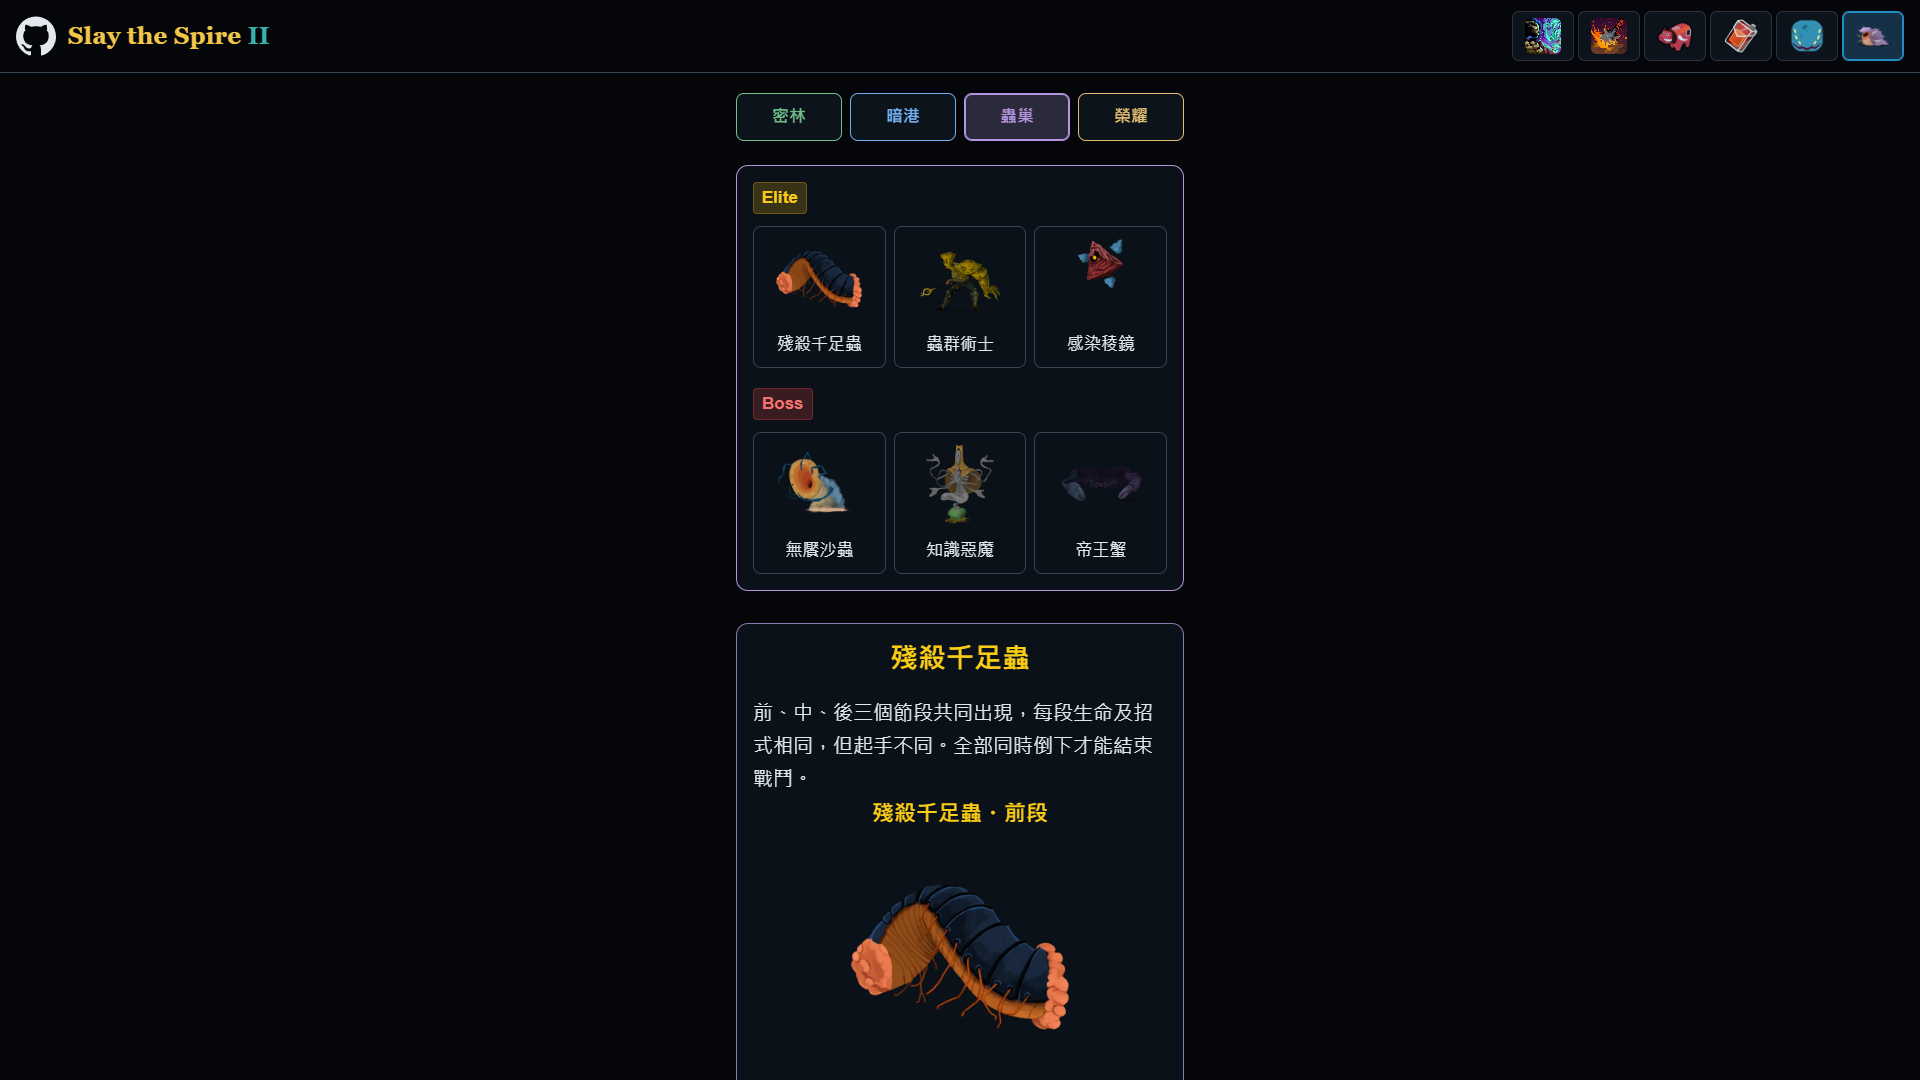 Slay the Spire II
密林
暗港
蟲巢
榮耀
Elite
殘殺千足蟲
蟲群術士
感染稜鏡
Boss
無饜沙蟲
知識惡魔
帝王蟹
殘殺千足蟲
前、中、後三個節段共同出現，每段生命及招
式相同，但起手不同。全部同時倒下才能結束
戰鬥。
殘殺千足蟲・前段